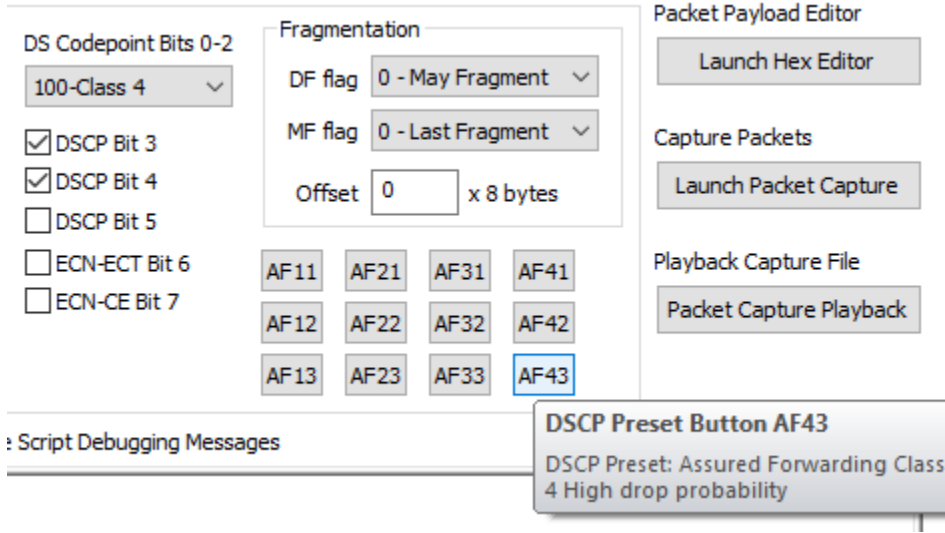 DS Codepoint Bits 0-2
100-Class 4
DSCP Bit 3
DSCP Bit 4
DSCP Bit 5
ECN-ECT Bit 6
ECN-CE Bit 7
Fragmentation
DF flag 0 - May Fragment
MF flag 0 - Last Fragment
Offset 0 x 8 bytes
AF11 AF21 AF31 AF41
AF12 AF22 AF32 AF42
AF13 AF23 AF33 AF43
Packet Payload Editor
Launch Hex Editor
Capture Packets
Launch Packet Capture
Playback Capture File
Packet Capture Playback
Script Debugging Messages
DSCP Preset Button AF43
DSCP Preset: Assured Forwarding Class
4 High drop probability